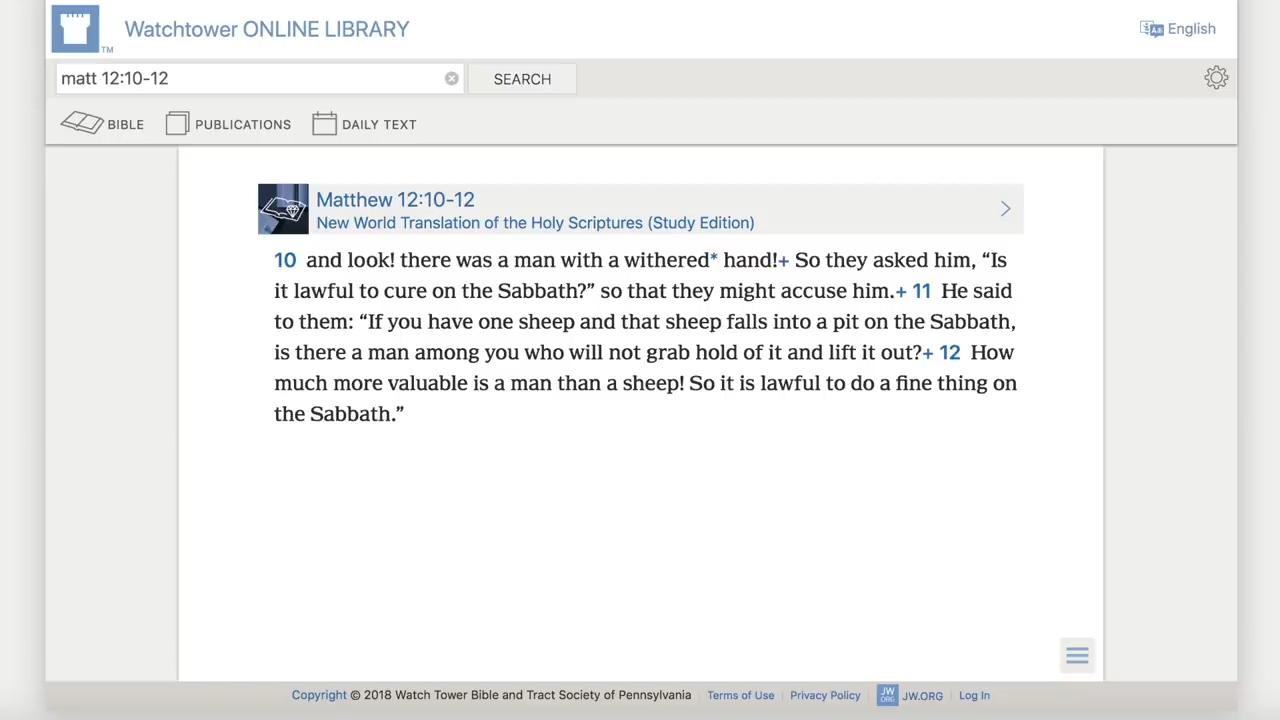 Watchtower ONLINE LIBRARY
TM
English
matt 12:10-12
SEARCH
BIBLE
PUBLICATIONS
DAILY TEXT
Matthew 12:10-12
New World Translation of the Holy Scriptures (Study Edition)
10 and look! there was a man with a withered* hand!+ So they asked him, “Is
it lawful to cure on the Sabbath?” so that they might accuse him.+ 11 He said
to them: “If you have one sheep and that sheep falls into a pit on the Sabbath,
is there a man among you who will not grab hold of it and lift it out?+ 12 How
much more valuable is a man than a sheep! So it is lawful to do a fine thing on
the Sabbath.”
Copyright © 2018 Watch Tower Bible and Tract Society of Pennsylvania | Terms of Use | Privacy Policy | JW.ORG JW.ORG | Log In